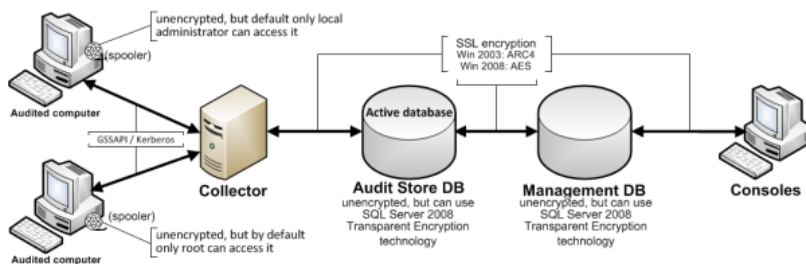 unencrypted, but default only local
administrator can access it
(spooler)
Audited computer
GSSAPI / Kerberos
(spooler)
unencrypted, but by default
only root can access it
Audited computer
Collector
SSL encryption
Win 2003: ARC4
Win 2008: AES
Active database
Audit Store DB
unencrypted, but can use
SQL Server 2008
Transparent Encryption
technology
Management DB
unencrypted, but can use
SQL Server 2008
Transparent Encryption
technology
Consoles